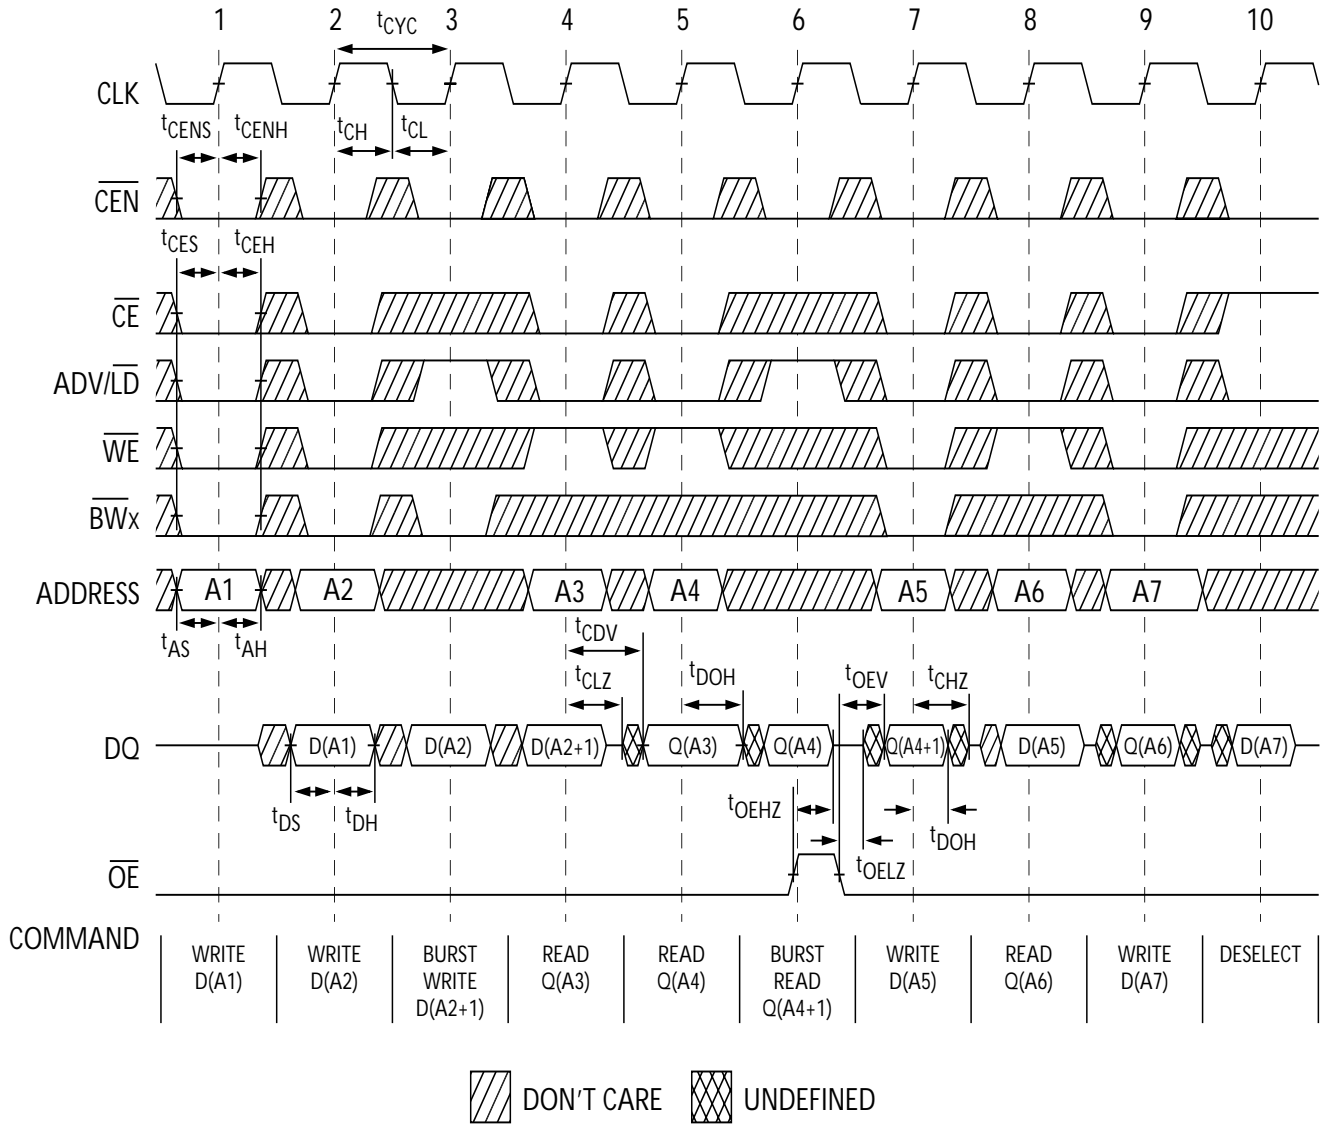 1 2 tCYC 3 4 5 6 7 8 9 10
CLK
tCENS tCENH tCH tCL
CEN
tCES tCEH
CE
ADV/LD
WE
BWx
ADDRESS A1 A2 A3 A4 A5 A6 A7
tAS tAH tCDV
tCLZ tDOH tOEV tCHZ
DQ D(A1) D(A2) D(A2+1) Q(A3) Q(A4) Q(A4+1) D(A5) Q(A6) D(A7)
tDS tDH tOEHZ tDOH
tOELZ
OE
COMMAND
WRITE WRITE BURST READ READ BURST WRITE READ WRITE DESELECT
D(A1) D(A2) WRITE Q(A3) Q(A4) READ D(A5) Q(A6) D(A7)
D(A2+1) Q(A4+1)
DON'T CARE UNDEFINED